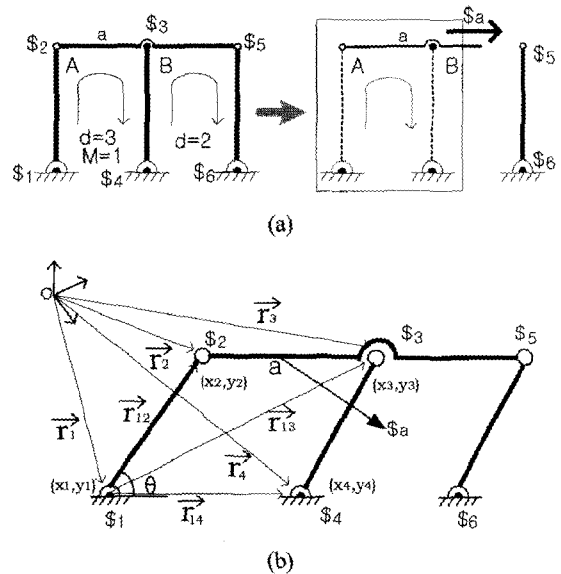 $3 $a
$2 a $5 a $5
A B A B
d=3 d=2
M=1
$1 $4 $6 $6
(a)
O r3
$2 $3 $5
r2 a
(x2,y2) (x3,y3)
r12 r13 $a
r1
r4
(x1,y1) θ (x4,y4)
$1 r14 $4 $6
(b)